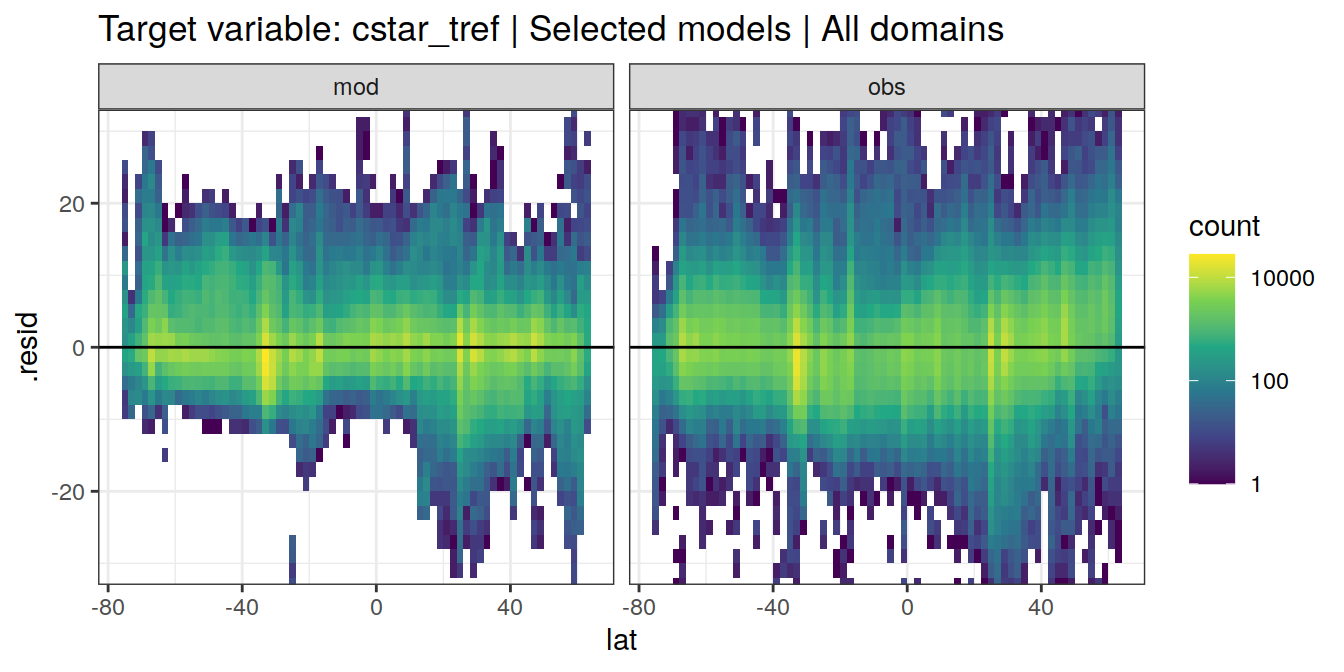 Target variable: cstar_tref | Selected models | All domains
mod
obs
.resid
20
0
-20
-80
-40
0
40
-80
-40
0
40
lat
count
10000
100
1